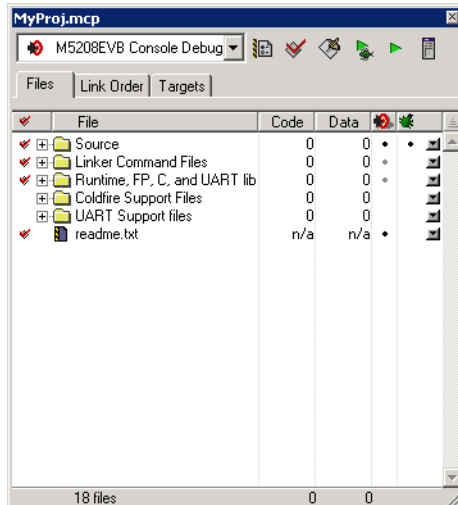 MyProj.mcp
M5208EVB Console Debug
Files Link Order Targets
File Code Data
Source 0 0
Linker Command Files 0 0
Runtime, FP, C, and UART lib 0 0
Coldfire Support Files 0 0
UART Support files 0 0
readme.txt n/a n/a
18 files 0 0